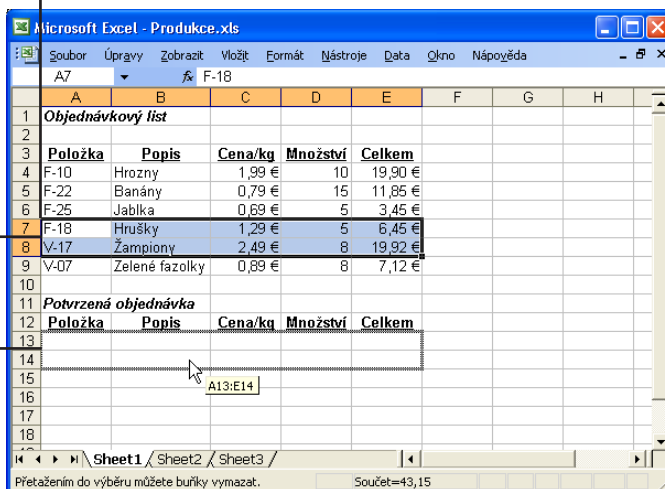 Microsoft Excel - Produkce.xls
Soubor Úpravy Zobrazit Vložit Formát Nástroje Data Okno Nápověda
A7 fx F-18
A B C D E F G H
1 Objednávkový list
2
3 Položka Popis Cena/kg Množství Celkem
4 F-10 Hrozny 1,99 € 10 19,90 €
5 F-22 Banány 0,79 € 15 11,85 €
6 F-25 Jablka 0,69 € 5 3,45 €
7 F-18 Hrušky 1,29 € 5 6,45 €
8 V-17 Žampiony 2,49 € 8 19,92 €
9 V-07 Zelené fazolky 0,89 € 8 7,12 €
10
11 Potvrzená objednávka
12 Položka Popis Cena/kg Množství Celkem
13
14
15 A13:E14
16
17
18
Sheet1 Sheet2 Sheet3
Přetažením do výběru můžete buňky vymazat. Součet=43,15